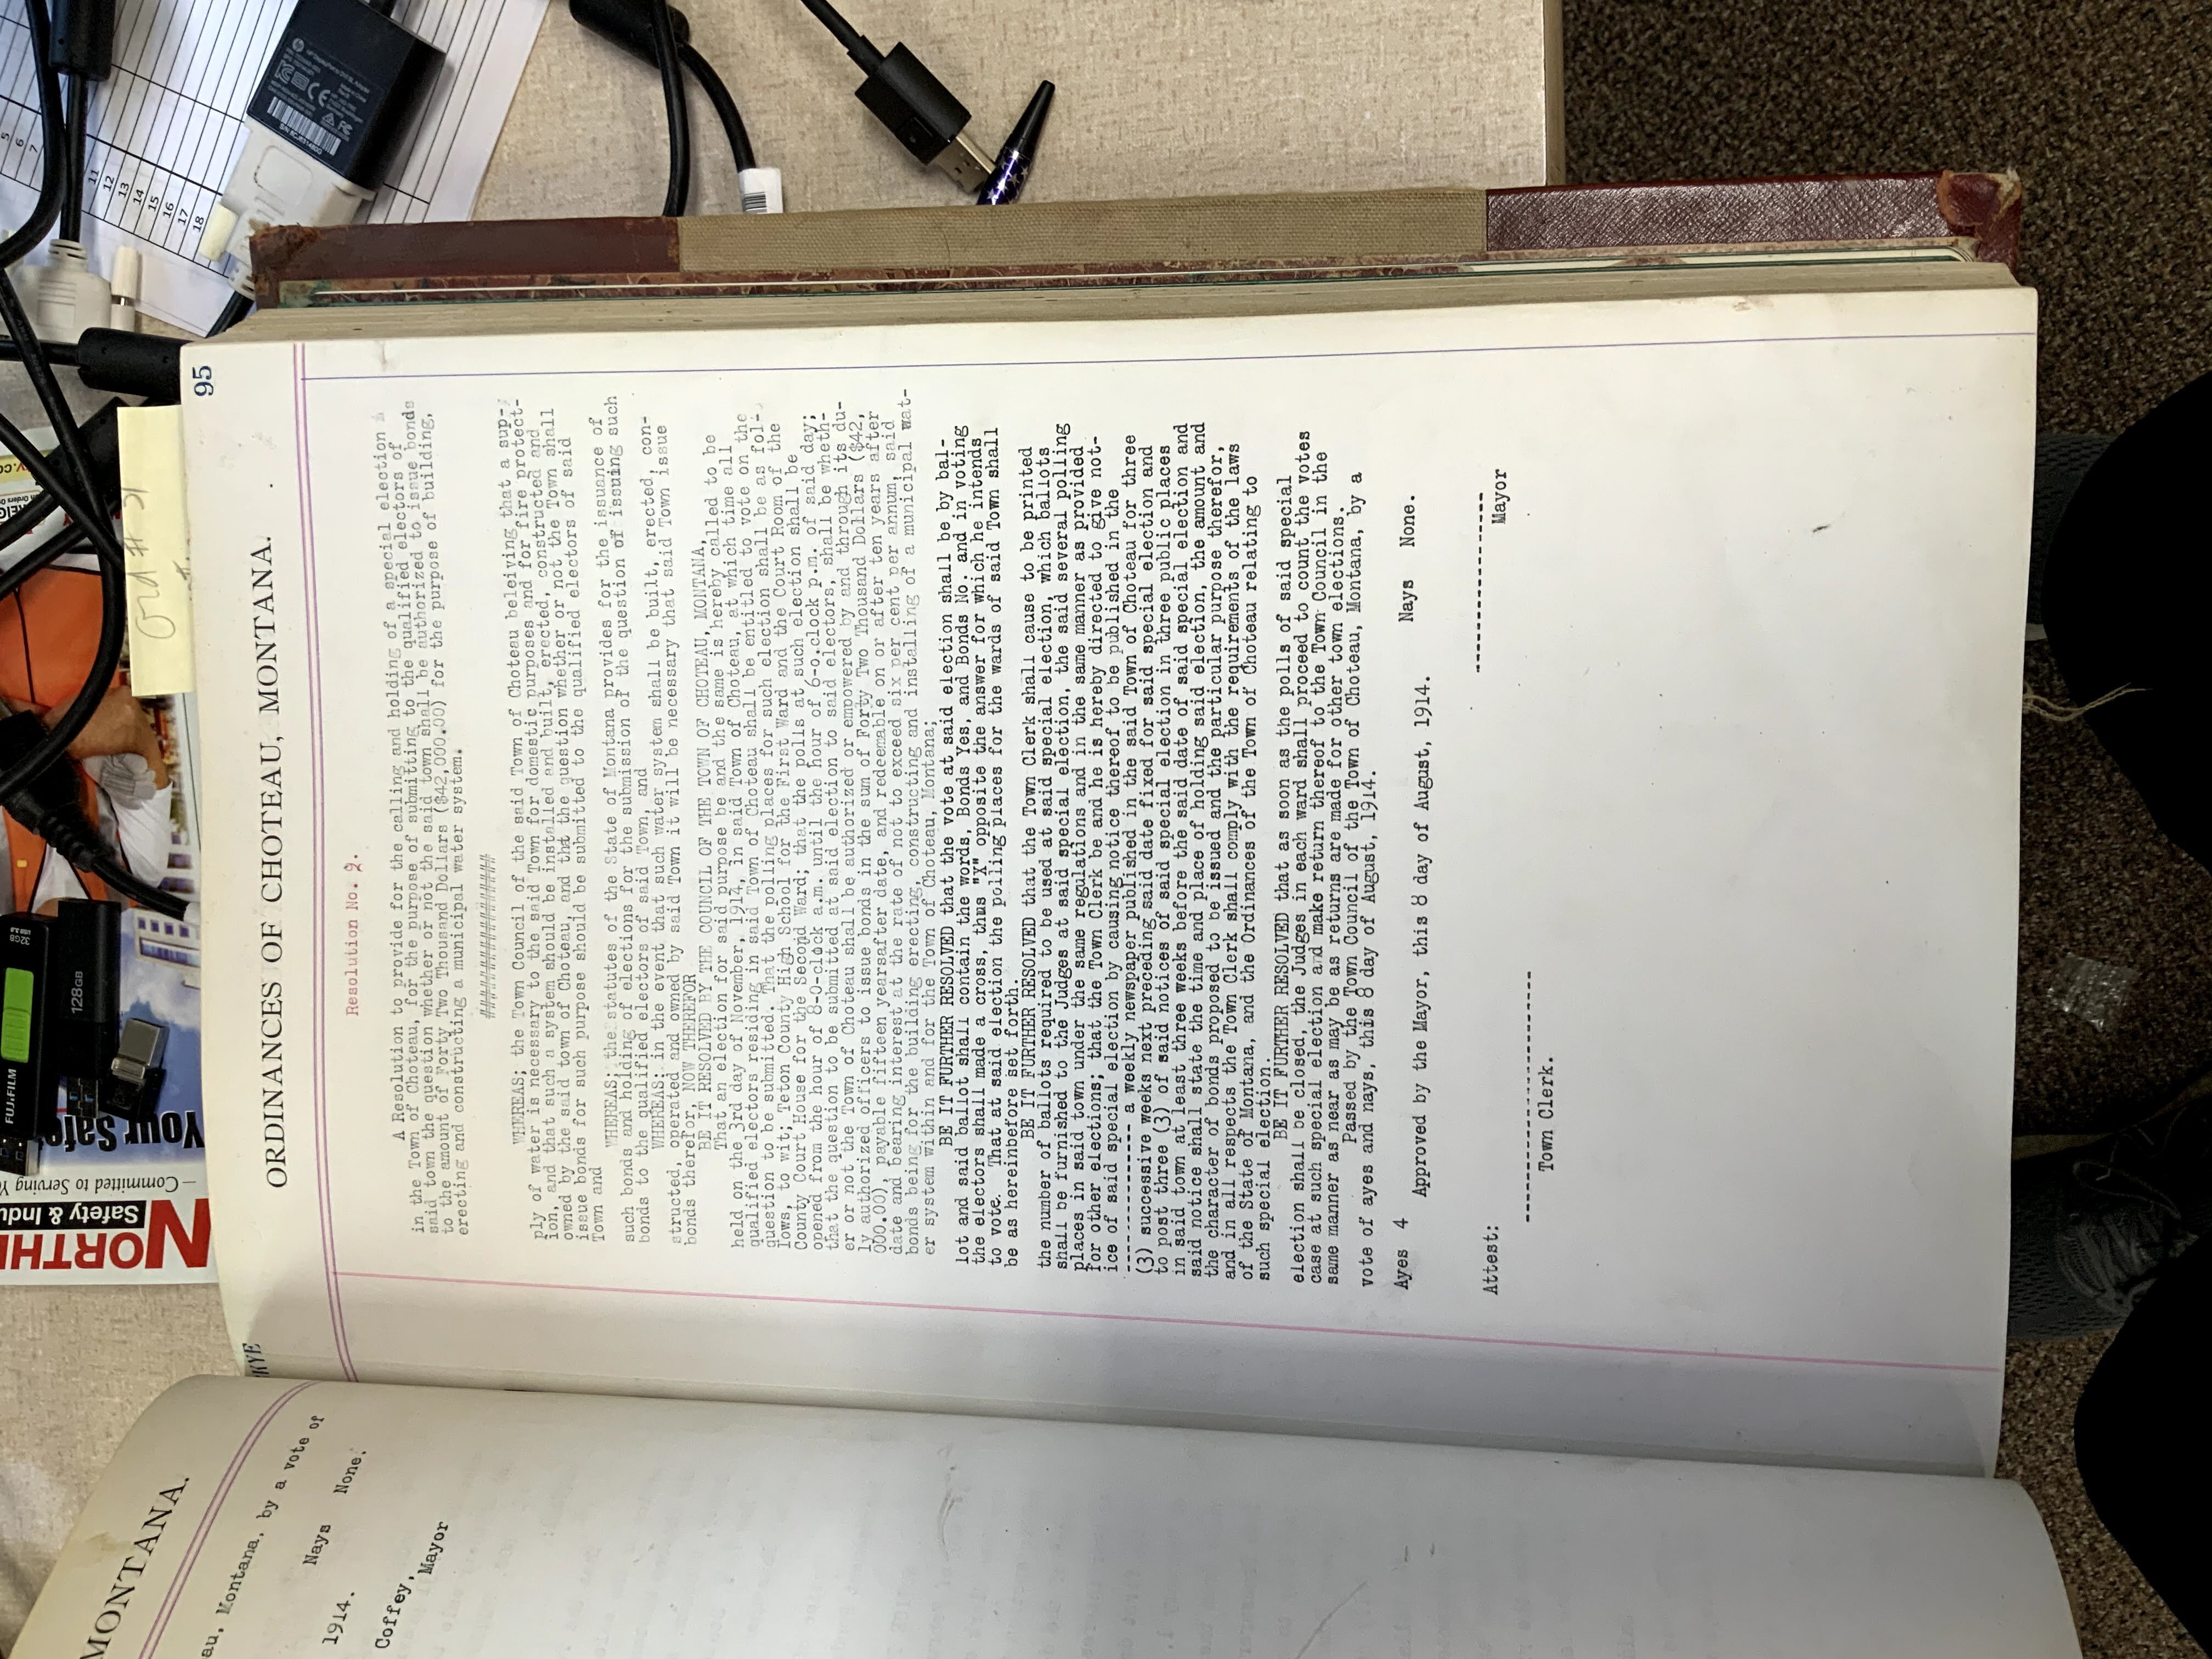 MONTANA.
au, Montana, by a vote of
1914. Nays None.
Coffey, Mayor
95
ORDINANCES OF CHOTEAU, MONTANA.
Resolution No. 9.
A Resolution to provide for the calling and holding of a special election
in the Town of Choteau, for the purpose of submitting to the qualified electors of
said town the question whether or not the said town shall be authorized to issue bonds
to the amount of Forty Two Thousand Dollars ($42,000.00) for the purpose of building,
erecting and constructing a municipal water system.
####################
WHEREAS; the Town Council of the said Town of Choteau beleiving that a sup-
ply of water is necessary to the said Town for domestic purposes and for fire protect-
ion, and that such a system should be installed and built, erected, constructed and
owned by the said town of Choteau, and tht the question whether or not the Town shall
issue bonds for such purpose should be submitted to the qualified electors of said
Town and
WHEREAS: the statutes of the State of Montana provides for the issuance of
such bonds and holding of elections for the submission of the question of issuing such
bonds to the qualified electors of said Town, and
WHEREAS: in the event that such water system shall be built, erected, con-
structed, operated and owned by said Town it will be necessary that said Town issue
bonds therefor, NOW THEREFOR
BE IT RESOLVED BY THE COUNCIL OF THE TOWN OF CHOTEAU, MONTANA,
That an election for said purpose be and the same is hereby called to be
held on the 3rd day of November, 1914, in said Town of Choteau, at which time all
qualified electors residing in said Town of Choteau shall be entitled to vote on the
question to be submitted. That the polling places for such election shall be as fol-
lows, to wit; Teton County High School for the First Ward and the Court Room of the
County Court House for the Second Ward; that the polls at such election shall be
opened from the hour of 8-0-clock a.m. until the hour of 6-o.clock p.m. of said day;
that the question to be submitted at said election to said electors, shall be wheth-
er or not the Town of Choteau shall be authorized or empowered by and through its du-
ly authorized officers to issue bonds in the sum of Forty Two Thousand Dollars ($42,
000.00), payable fifteen yearsafter date, and redeemable on or after ten years after
date and bearing interest at the rate of not to exceed six per cent per annum, said
bonds being for the building erecting, constructing and installing of a municipal wat-
er system within and for the Town of Choteau, Montana;
BE IT FURTHER RESOLVED that the vote at said election shall be by bal-
lot and said ballot shall contain the words, Bonds Yes, and Bonds No. and in voting
the electors shall made a cross, thus "X" opposite the answer for which he intends
to vote. That at said election the polling places for the wards of said Town shall
be as hereinbefore set forth.
BE IT FURTHER RESOLVED that the Town Clerk shall cause to be printed
the number of ballots required to be used at said special election, which ballots
shall be furnished to the Judges at said special election, the said several polling
places in said town under the same regulations and in the same manner as provided
for other elections; that the Town Clerk be and he is hereby directed to give not-
ice of said special election by causing notice thereof to be published in the
-------------- a weekly newspaper published in the said Town of Choteau for three
(3) successive weeks next preceding said date fixed for said special election and
to post three (3) of said notices of said special election in three public places
in said town at least three weeks before the said date of said special election and
said notice shall state the time and place of holding said election, the amount and
the character of bonds proposed to be issued and the particular purpose therefor,
and in all respects the Town Clerk shall comply with the requirements of the laws
of the State of Montana, and the Ordinances of the Town of Choteau relating to
such special election.
BE IT FURTHER RESOLVED that as soon as the polls of said special
election shall be closed, the Judges in each ward shall proceed to count the votes
case at such special election and make return thereof to the Town Council in the
same manner as near as may be as returns are made for other town elections.
Passed by the Town Council of the Town of Choteau, Montana, by a
vote of ayes and nays, this 8 day of August, 1914.
Ayes 4 Nays None.
Approved by the Mayor, this 8 day of August, 1914.
Attest:
Mayor
Town Clerk.
Ord # 31
NORTHE
Safety & Indu
Committed to Serving Yo
Your Safe
128GB
FUJIFILM
32GB
11
12
13
14
15
16
17
18
5
6
7